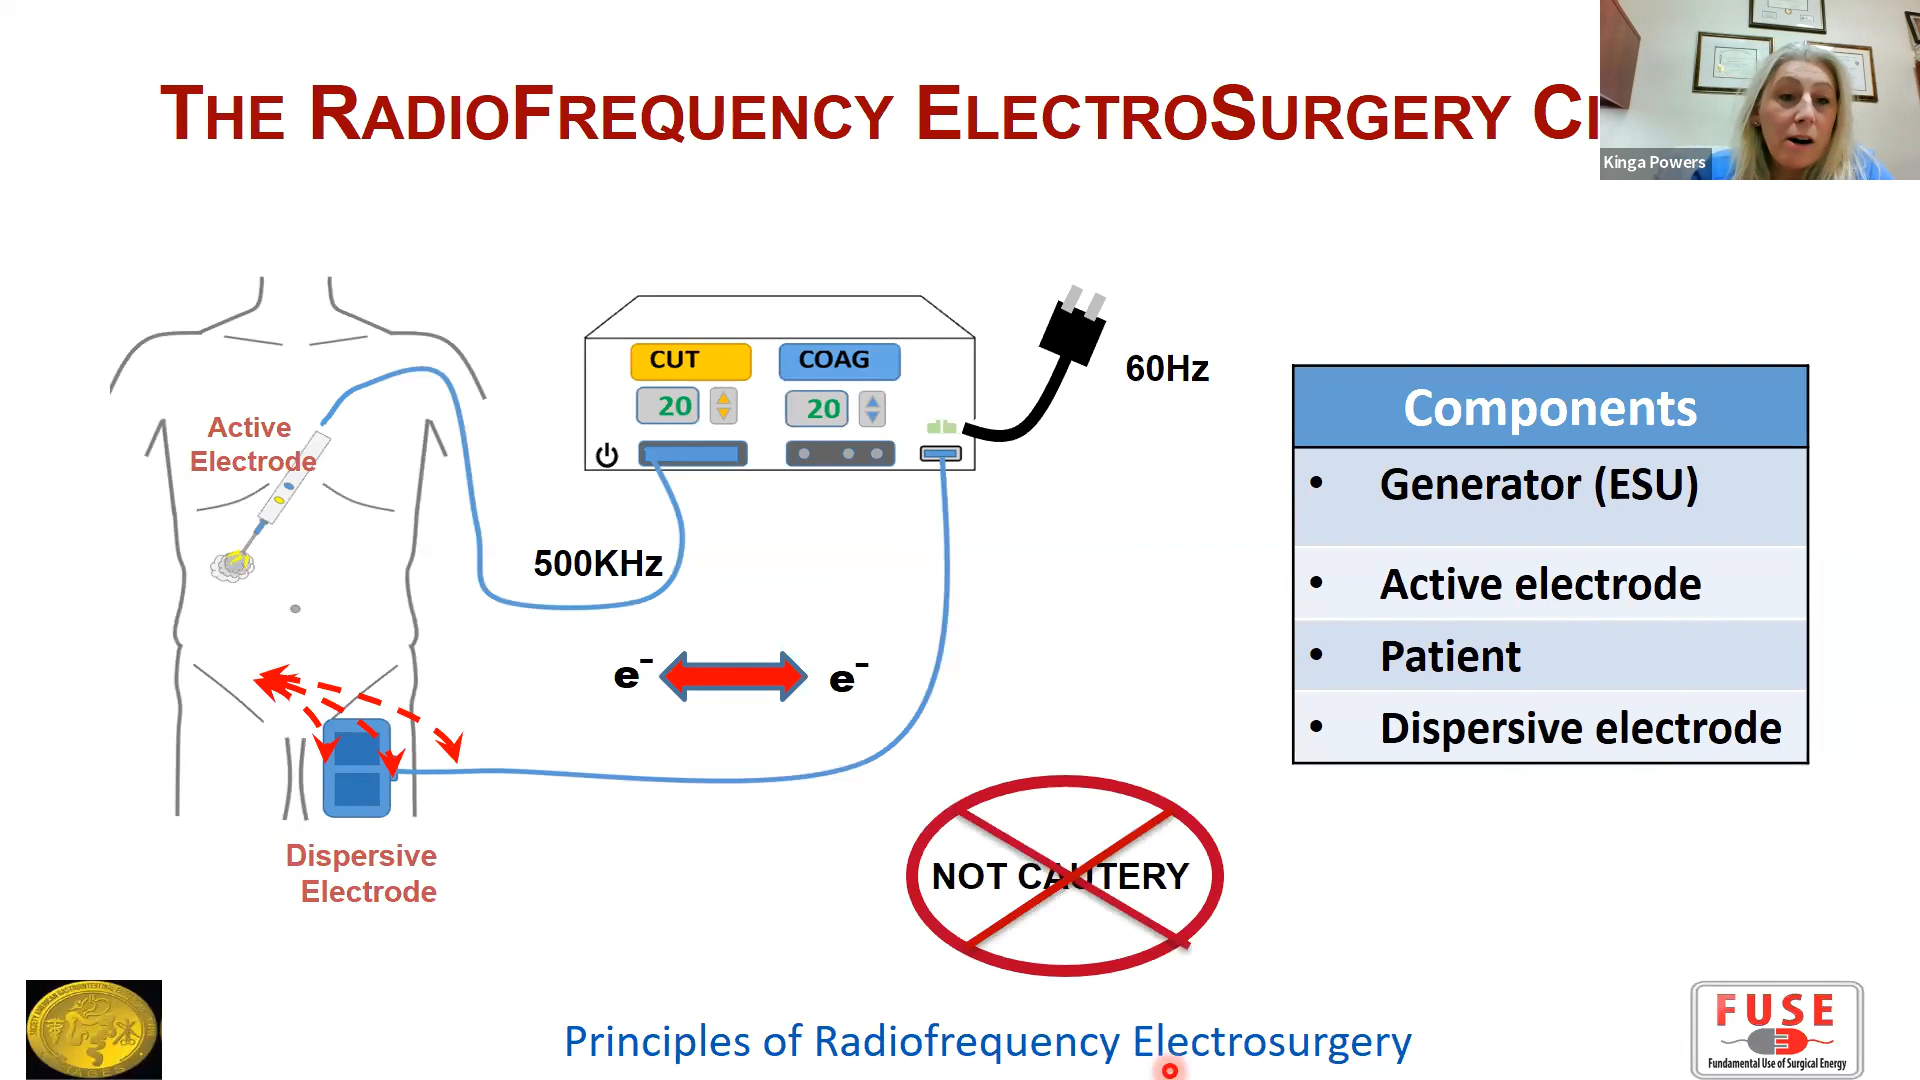 THE RADIOFREQUENCY ELECTROSURGERY CI
Kinga Powers
CUT
COAG
20
20
60Hz
Active
Electrode
500KHz
e⁻
e⁻
Dispersive
Electrode
NOT CAUTERY
Components
• Generator (ESU)
• Active electrode
• Patient
• Dispersive electrode
Principles of Radiofrequency Electrosurgery
FUSE
Fundamental Use of Surgical Energy